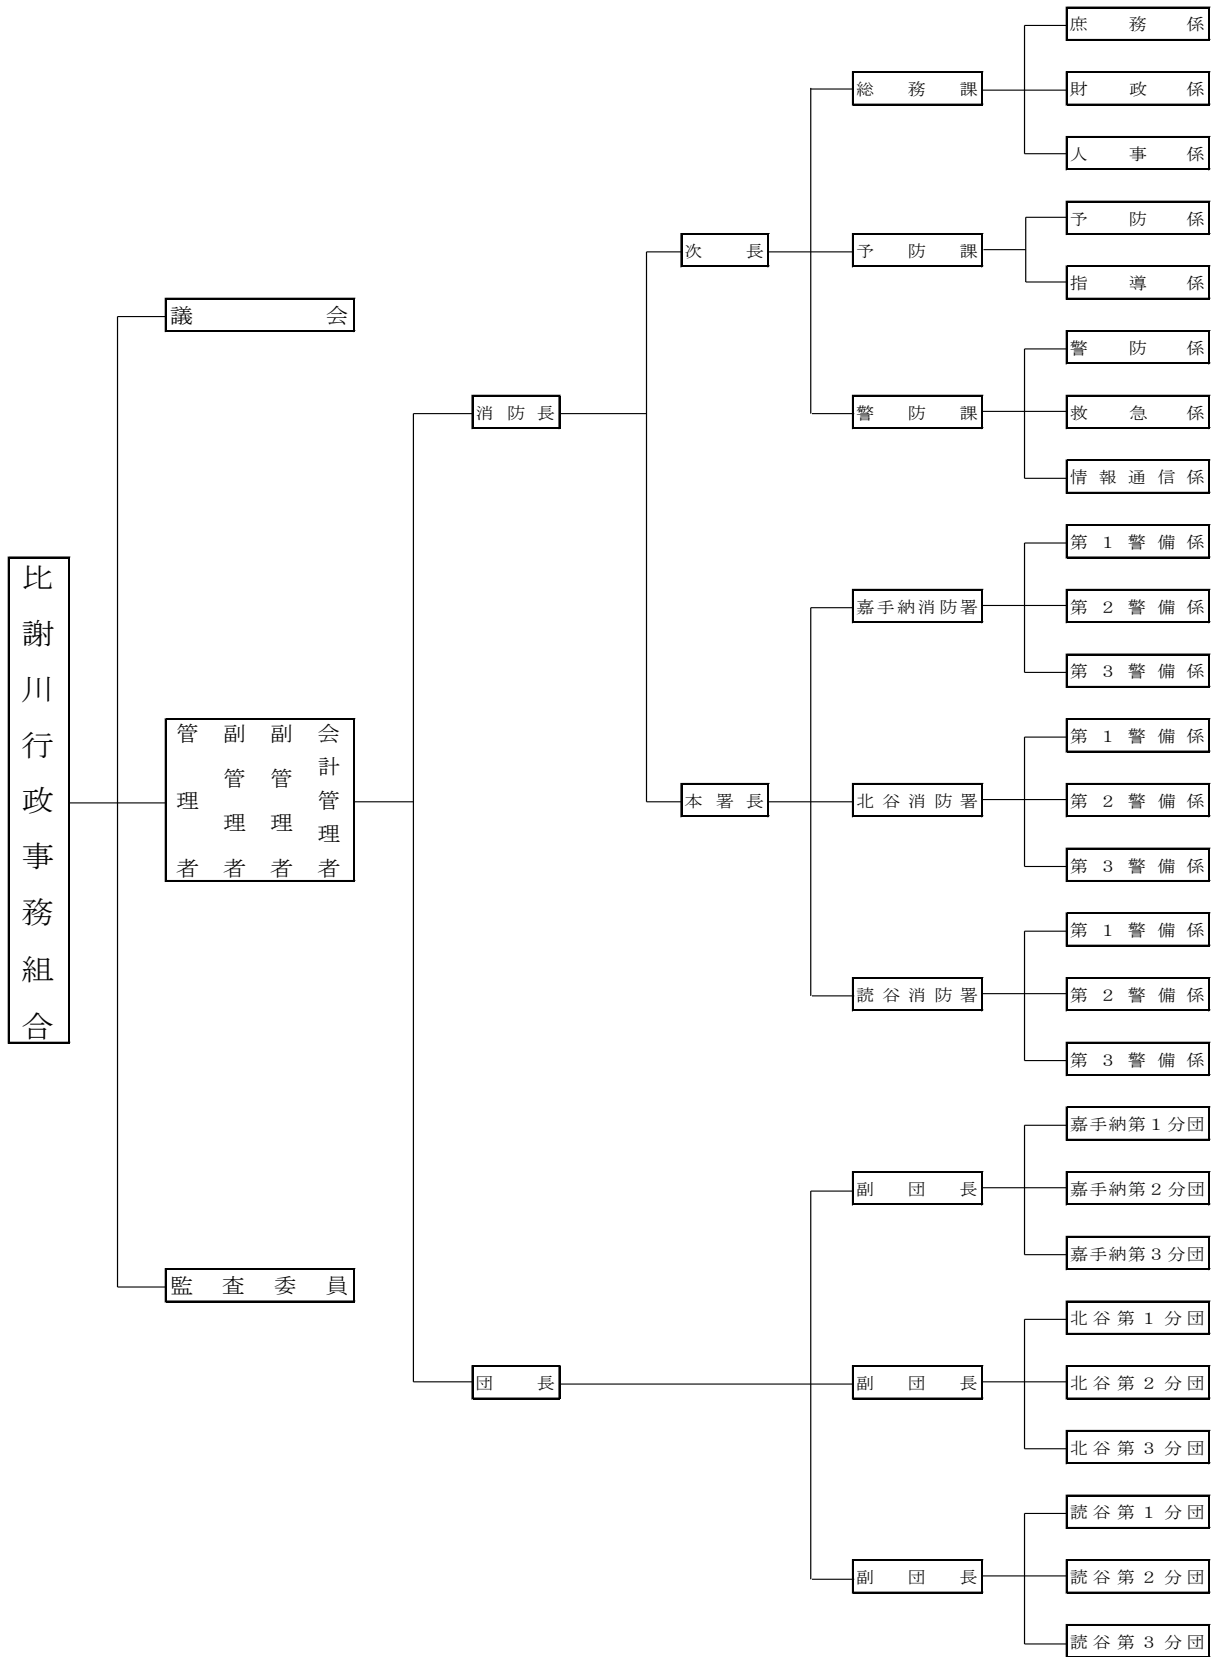 比謝川行政事務組合
議会
管理者
副管理者
副管理者
会計管理者
監査委員
消防長
団長
次長
本署長
総務課
予防課
警防課
嘉手納消防署
北谷消防署
読谷消防署
副団長
副団長
副団長
庶務係
財政係
人事係
予防係
指導係
警防係
救急係
情報通信係
第1警備係
第2警備係
第3警備係
第1警備係
第2警備係
第3警備係
第1警備係
第2警備係
第3警備係
嘉手納第1分団
嘉手納第2分団
嘉手納第3分団
北谷第1分団
北谷第2分団
北谷第3分団
読谷第1分団
読谷第2分団
読谷第3分団